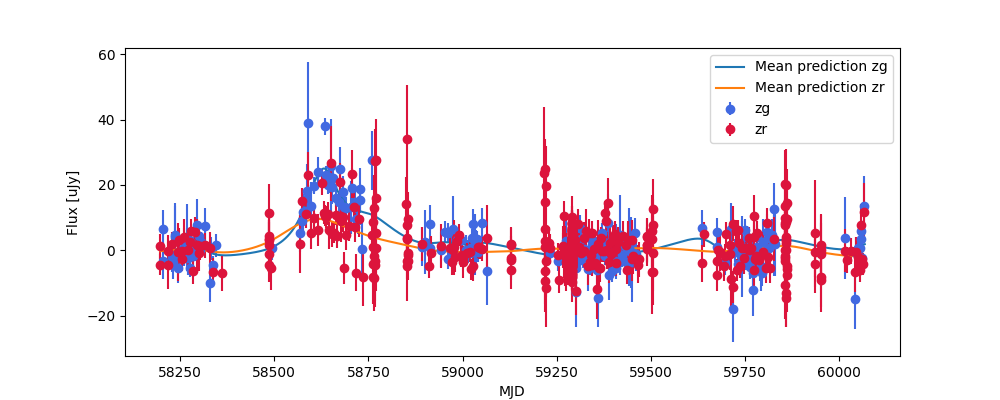 60
40
20
0
−20
Flux [uJy]
58250 58500 58750 59000 59250 59500 59750 60000
MJD
Mean prediction zg
Mean prediction zr
zg
zr